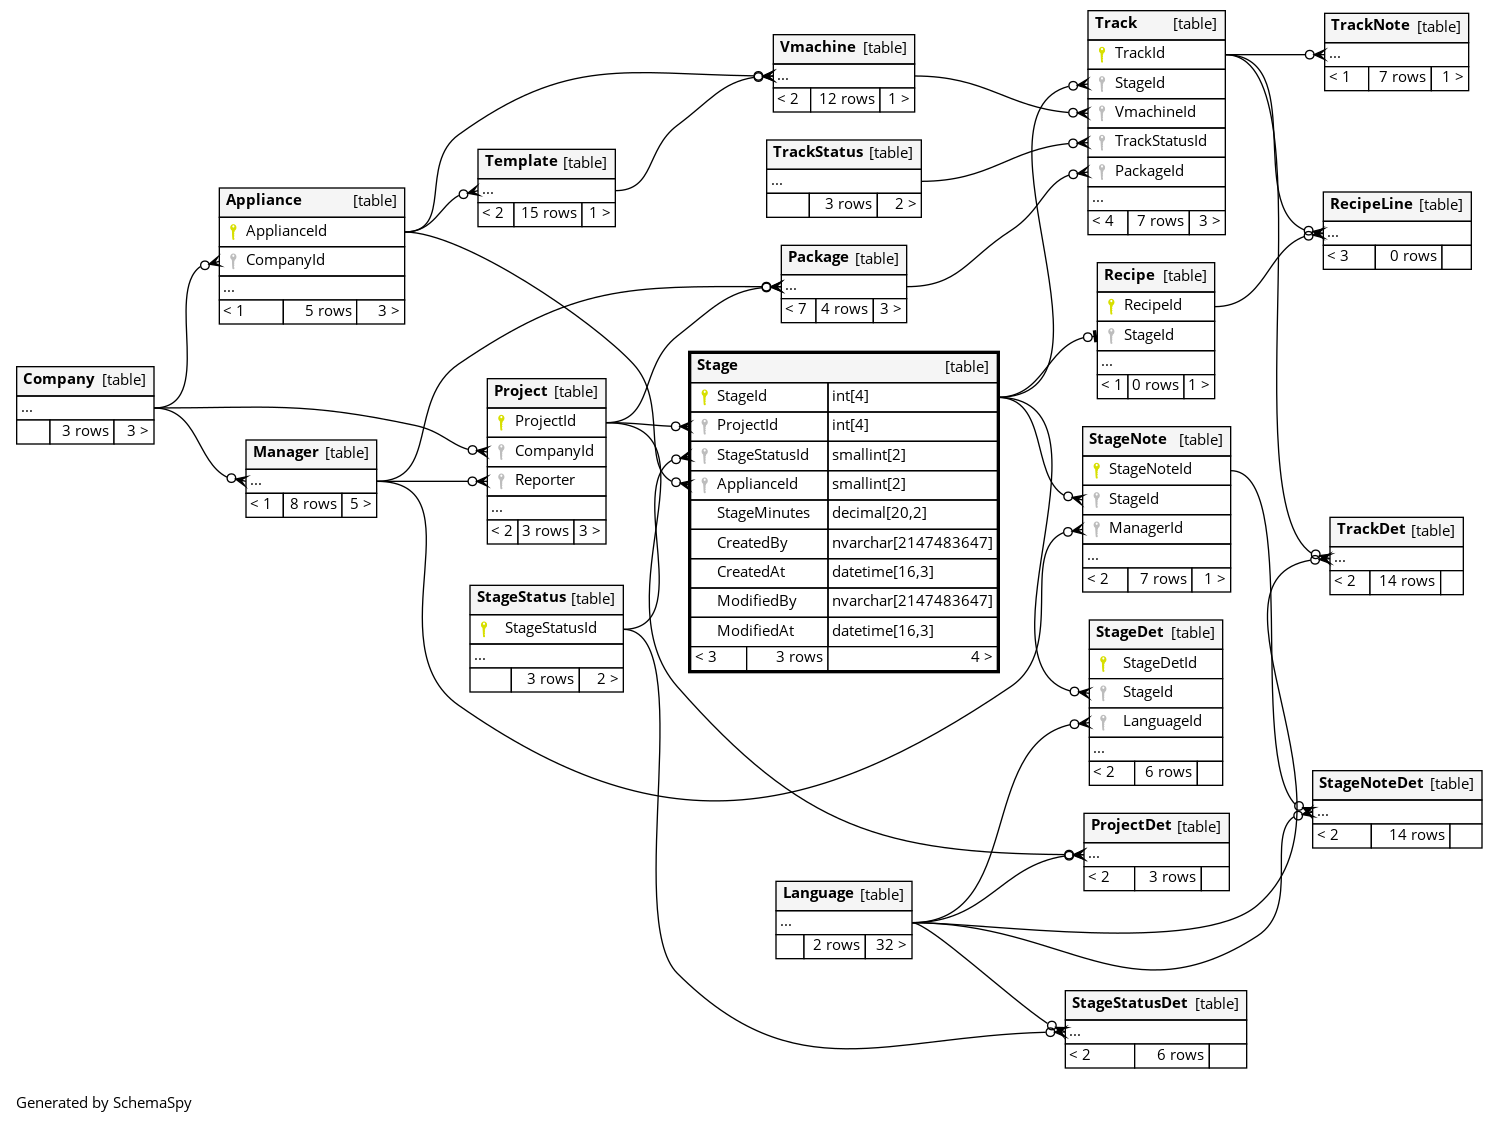 Company [table]
...
3 rows 3 >
Appliance [table]
ApplianceId
CompanyId
...
< 1 5 rows 3 >
Manager [table]
...
< 1 8 rows 5 >
Template [table]
...
< 2 15 rows 1 >
Project [table]
ProjectId
CompanyId
Reporter
...
< 2 3 rows 3 >
StageStatus [table]
StageStatusId
...
3 rows 2 >
Vmachine [table]
...
< 2 12 rows 1 >
TrackStatus [table]
...
3 rows 2 >
Package [table]
...
< 7 4 rows 3 >
Stage [table]
StageId int[4]
ProjectId int[4]
StageStatusId smallint[2]
ApplianceId smallint[2]
StageMinutes decimal[20,2]
CreatedBy nvarchar[2147483647]
CreatedAt datetime[16,3]
ModifiedBy nvarchar[2147483647]
ModifiedAt datetime[16,3]
< 3 3 rows 4 >
Language [table]
...
2 rows 32 >
Track [table]
TrackId
StageId
VmachineId
TrackStatusId
PackageId
...
< 4 7 rows 3 >
Recipe [table]
RecipeId
StageId
...
< 1 0 rows 1 >
StageNote [table]
StageNoteId
StageId
ManagerId
...
< 2 7 rows 1 >
StageDet [table]
StageDetId
StageId
LanguageId
...
< 2 6 rows
ProjectDet [table]
...
< 2 3 rows
StageStatusDet [table]
...
< 2 6 rows
TrackNote [table]
...
< 1 7 rows 1 >
RecipeLine [table]
...
< 3 0 rows
TrackDet [table]
...
< 2 14 rows
StageNoteDet [table]
...
< 2 14 rows
Generated by SchemaSpy